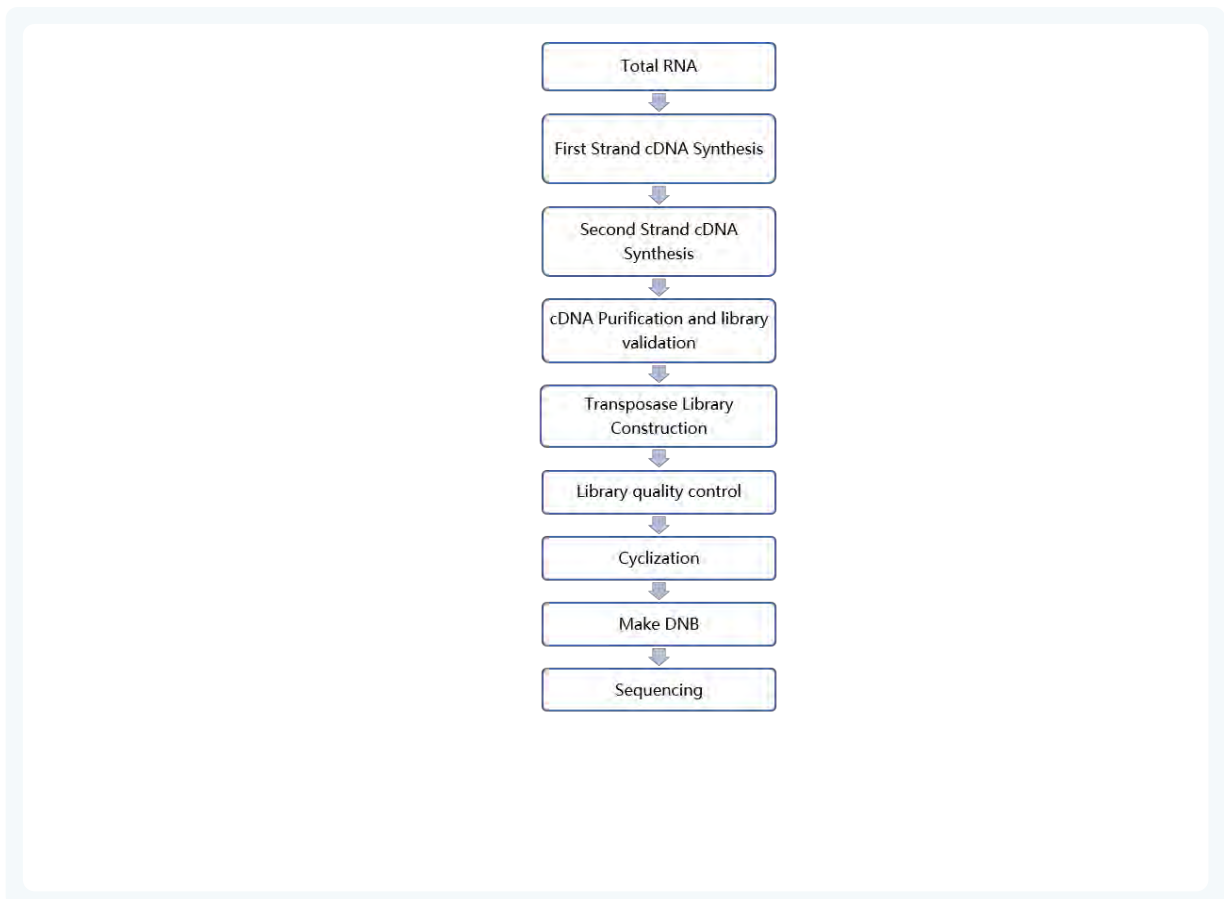 Total RNA
First Strand cDNA Synthesis
Second Strand cDNA
Synthesis
cDNA Purification and library
validation
Transposase Library
Construction
Library quality control
Cyclization
Make DNB
Sequencing